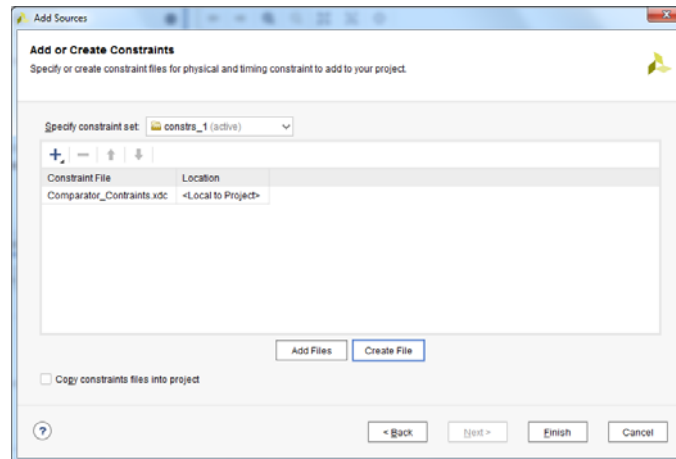 Add Sources
Add or Create Constraints
Specify or create constraint files for physical and timing constraint to add to your project.
Specify constraint set: constrs_1 (active)
Constraint File Location
Comparator_Contraints.xdc <Local to Project>
Add Files Create File
Copy constraints files into project
? < Back Next > Finish Cancel